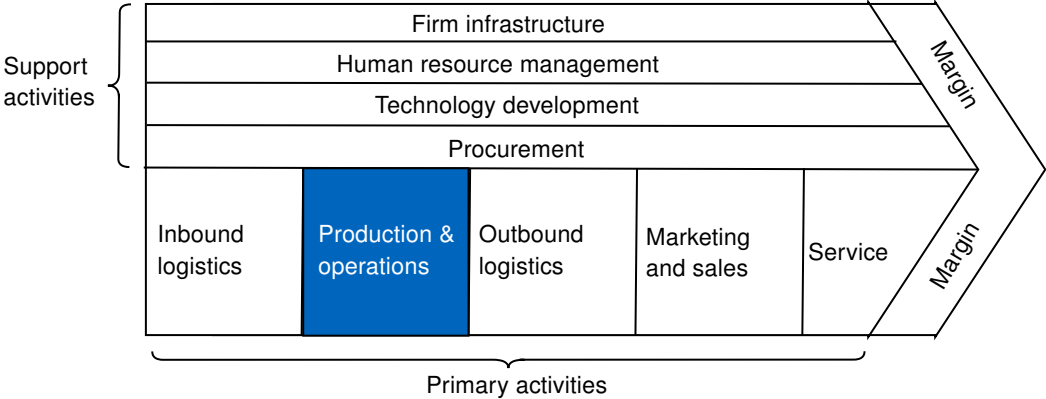 Firm infrastructure
Support
activities
Human resource management
Technology development
Procurement
Margin
Inbound
logistics
Production &
operations
Outbound
logistics
Marketing
and sales
Service
Margin
Primary activities